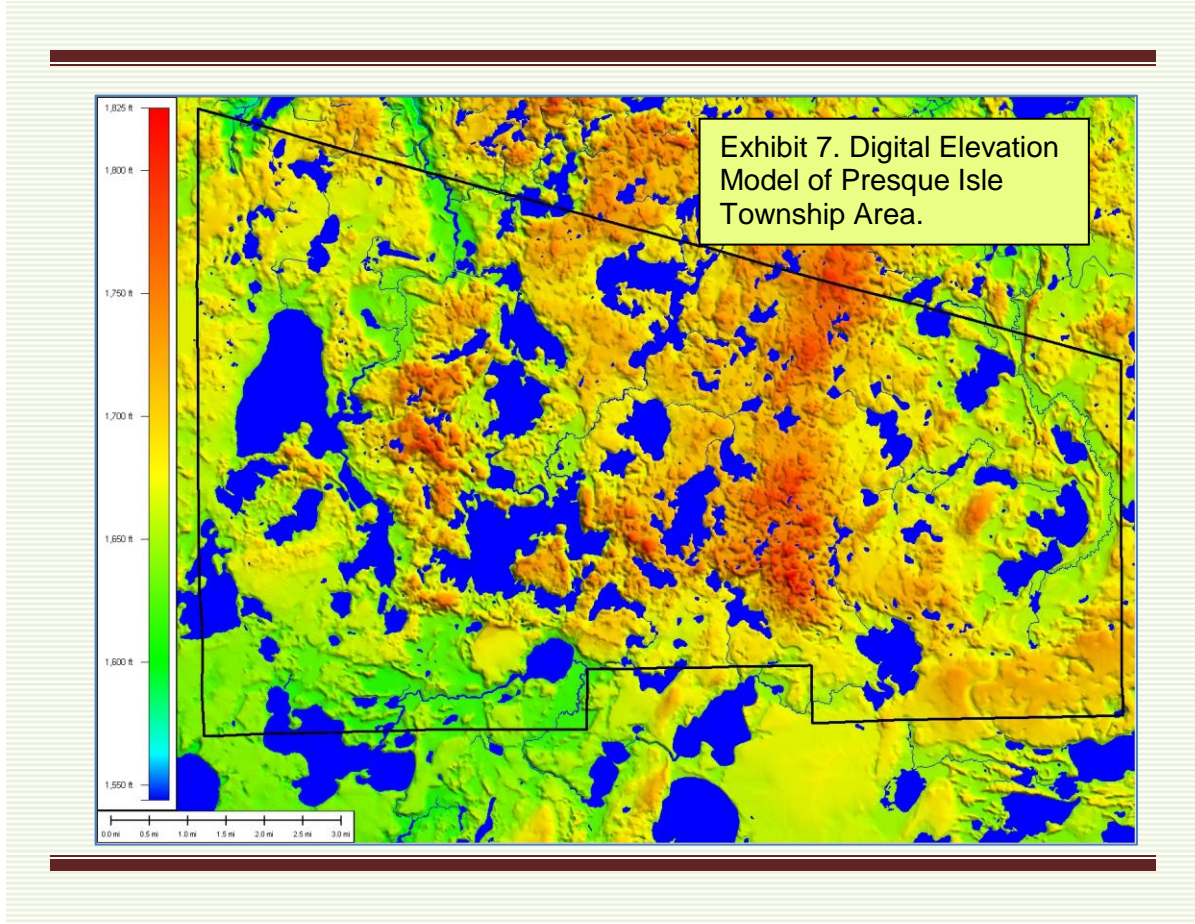 1,825 ft
Exhibit 7. Digital Elevation
Model of Presque Isle
Township Area.
1,800 ft
1,750 ft
1,700 ft
1,650 ft
1,600 ft
1,550 ft
0.0 mi 0.5 mi 1.0 mi 1.5 mi 2.0 mi 2.5 mi 3.0 mi